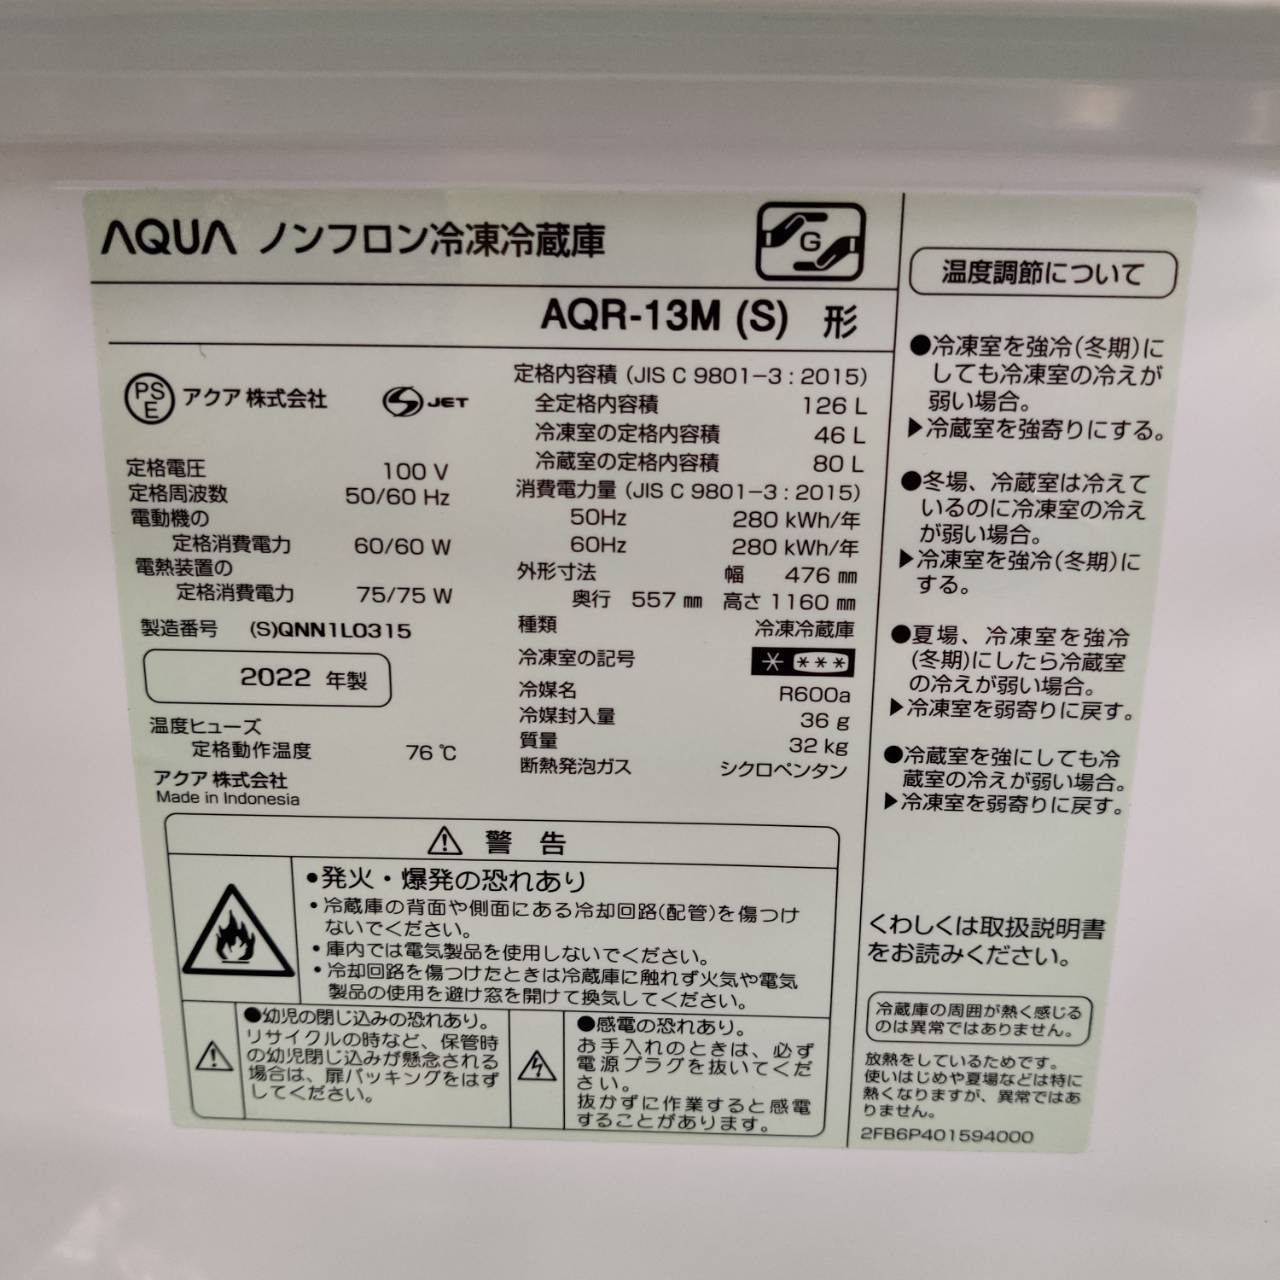 AQUA ノンフロン冷凍冷蔵庫
G
AQR-13M (S) 形
PS
E
アクア 株式会社
JET
定格電圧 100 V
定格周波数 50/60 Hz
電動機の
定格消費電力 60/60 W
電熱装置の
定格消費電力 75/75 W
製造番号 (S)QNN1L0315
2022 年製
温度ヒューズ
定格動作温度 76 ℃
アクア 株式会社
Made in Indonesia
定格内容積 (JIS C 9801-3 : 2015)
全定格内容積 126 L
冷凍室の定格内容積 46 L
冷蔵室の定格内容積 80 L
消費電力量 (JIS C 9801-3 : 2015)
50Hz 280 kWh/年
60Hz 280 kWh/年
外形寸法 幅 476 ㎜
奥行 557 ㎜ 高さ 1160 ㎜
種類 冷凍冷蔵庫
冷凍室の記号 * ***
冷媒名 R600a
冷媒封入量 36 g
質量 32 kg
断熱発泡ガス シクロペンタン
⚠ 警 告
●発火・爆発の恐れあり
・冷蔵庫の背面や側面にある冷却回路(配管)を傷つけ
ないでください。
・庫内では電気製品を使用しないでください。
・冷却回路を傷つけたときは冷蔵庫に触れず火気や電気
製品の使用を避け窓を開けて換気してください。
●幼児の閉じ込みの恐れあり。
リサイクルの時など、保管時
の幼児閉じ込みが懸念される
場合は、扉パッキングをはず
してください。
●感電の恐れあり。
お手入れのときは、必ず
電源プラグを抜いてくだ
さい。
抜かずに作業すると感電
することがあります。
温度調節について
●冷凍室を強冷(冬期)に
しても冷凍室の冷えが
弱い場合。
▶冷蔵室を強寄りにする。
●冬場、冷蔵室は冷えて
いるのに冷凍室の冷え
が弱い場合。
▶冷凍室を強冷(冬期)に
する。
●夏場、冷凍室を強冷
(冬期)にしたら冷蔵室
の冷えが弱い場合。
▶冷凍室を弱寄りに戻す。
●冷蔵室を強にしても冷
蔵室の冷えが弱い場合。
▶冷凍室を弱寄りに戻す。
くわしくは取扱説明書
をお読みください。
冷蔵庫の周囲が熱く感じる
のは異常ではありません。
放熱をしているためです。
使いはじめや夏場などは特に
熱くなりますが、異常ではあ
りません。
2FB6P401594000